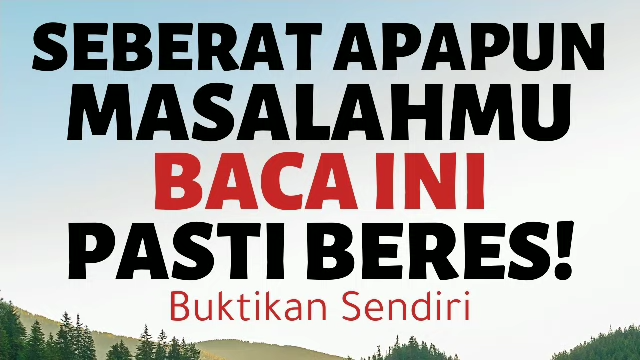 SEBERAT APAPUN
MASALAHMU
BACA INI
PASTI BERES!
Buktikan Sendiri